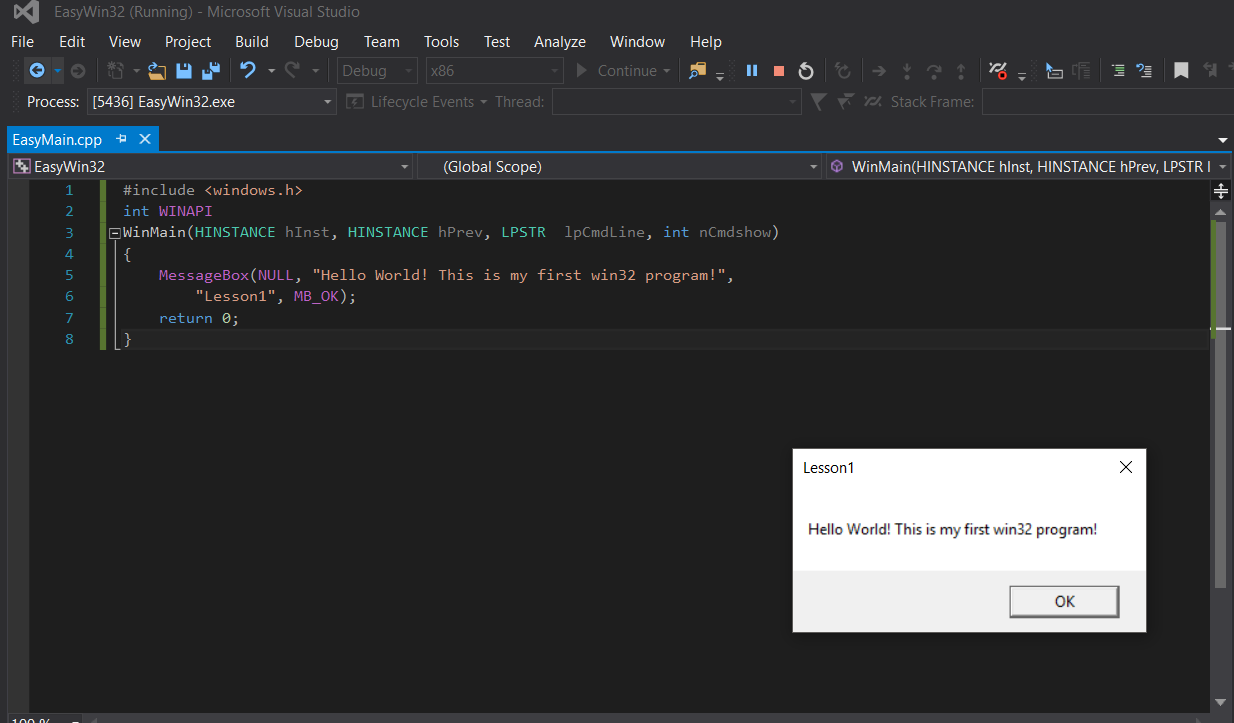 EasyWin32 (Running) - Microsoft Visual Studio
File Edit View Project Build Debug Team Tools Test Analyze Window Help
Debug x86 Continue
Process: [5436] EasyWin32.exe Lifecycle Events Thread: Stack Frame:
EasyMain.cpp
EasyWin32 (Global Scope) WinMain(HINSTANCE hInst, HINSTANCE hPrev, LPSTR l
1 #include <windows.h>
2 int WINAPI
3 WinMain(HINSTANCE hInst, HINSTANCE hPrev, LPSTR  lpCmdLine, int nCmdshow)
4 {
5     MessageBox(NULL, "Hello World! This is my first win32 program!",
6         "Lesson1", MB_OK);
7     return 0;
8 }
Lesson1
Hello World! This is my first win32 program!
OK
100 %